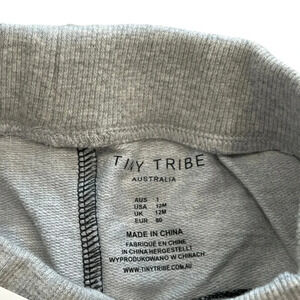 TINY TRIBE
AUSTRALIA
AUS 1
USA 12M
UK 12M
EUR 80
MADE IN CHINA
FABRIQUÉ EN CHINE
IN CHINA HERGESTELLT
WYPRODUKOWANO W CHINACH
WWW.TINYTRIBE.COM.AU